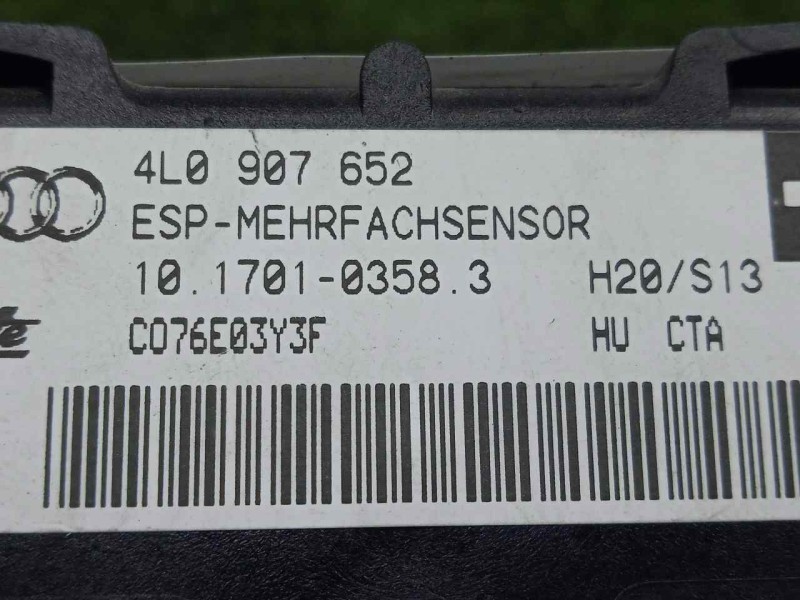 4L0 907 652
ESP-MEHRFACHSENSOR
10.1701-0358.3 H20/S13
C076E03Y3F HU CTA